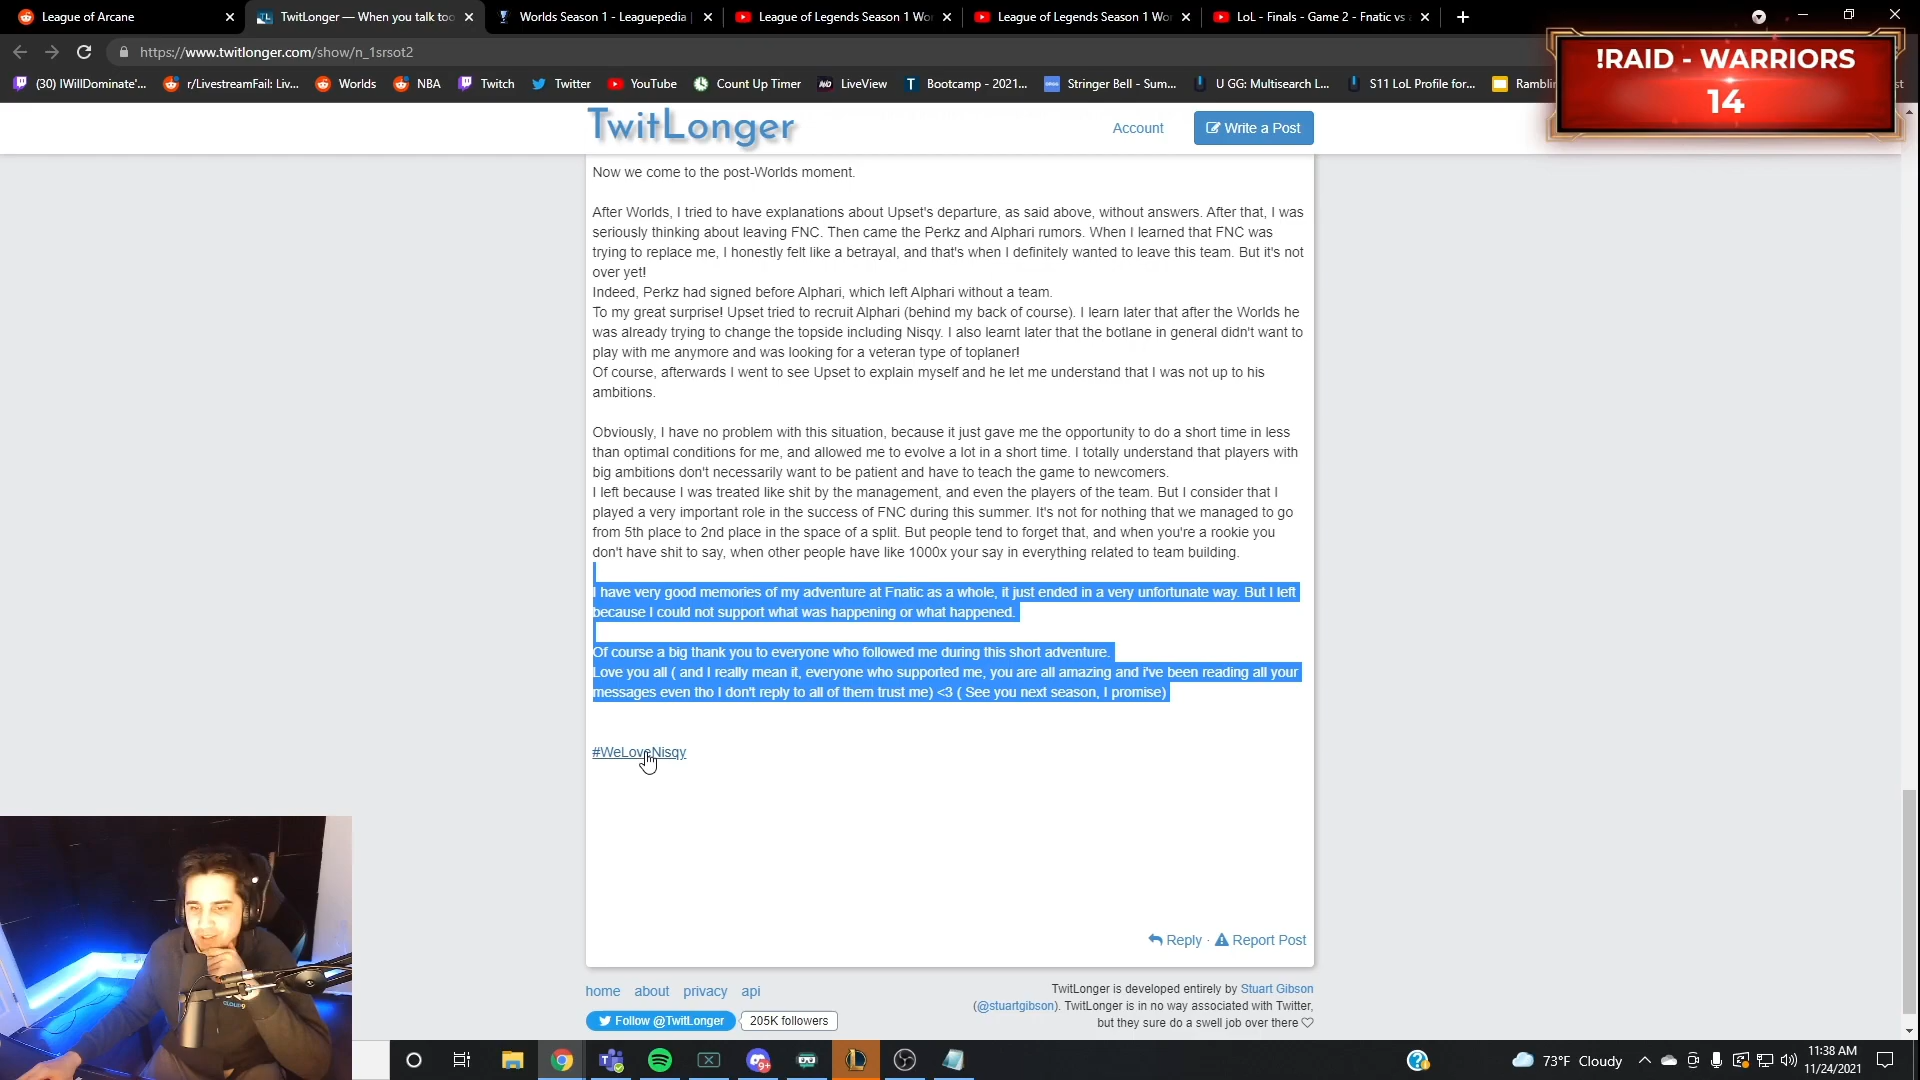 League of Arcane
TwitLonger — When you talk too
Worlds Season 1 - Leaguepedia
League of Legends Season 1 Wo
League of Legends Season 1 Wo
LoL - Finals - Game 2 - Fnatic vs
https://www.twitlonger.com/show/n_1srsot2
(30) IWillDominate'...
r/LivestreamFail: Liv...
Worlds
NBA
Twitch
Twitter
YouTube
Count Up Timer
LiveView
Bootcamp - 2021...
Stringer Bell - Sum...
U GG: Multisearch L...
S11 LoL Profile for...
!RAID - WARRIORS
14
TwitLonger
Account
Write a Post
Now we come to the post-Worlds moment.
After Worlds, I tried to have explanations about Upset's departure, as said above, without answers. After that, I was
seriously thinking about leaving FNC. Then came the Perkz and Alphari rumors. When I learned that FNC was
trying to replace me, I honestly felt like a betrayal, and that's when I definitely wanted to leave this team. But it's not
over yet!
Indeed, Perkz had signed before Alphari, which left Alphari without a team.
To my great surprise! Upset tried to recruit Alphari (behind my back of course). I learn later that after the Worlds he
was already trying to change the topside including Nisqy. I also learnt later that the botlane in general didn't want to
play with me anymore and was looking for a veteran type of toplaner!
Of course, afterwards I went to see Upset to explain myself and he let me understand that I was not up to his
ambitions.
Obviously, I have no problem with this situation, because it just gave me the opportunity to do a short time in less
than optimal conditions for me, and allowed me to evolve a lot in a short time. I totally understand that players with
big ambitions don't necessarily want to be patient and have to teach the game to newcomers.
I left because I was treated like shit by the management, and even the players of the team. But I consider that I
played a very important role in the success of FNC during this summer. It's not for nothing that we managed to go
from 5th place to 2nd place in the space of a split. But people tend to forget that, and when you're a rookie you
don't have shit to say, when other people have like 1000x your say in everything related to team building.
I have very good memories of my adventure at Fnatic as a whole, it just ended in a very unfortunate way. But I left
because I could not support what was happening or what happened.
Of course a big thank you to everyone who followed me during this short adventure.
Love you all ( and I really mean it, everyone who supported me, you are all amazing and i've been reading all your
messages even tho I don't reply to all of them trust me) <3 ( See you next season, I promise)
#WeLoveNisqy
Reply · Report Post
home about privacy api
TwitLonger is developed entirely by Stuart Gibson
(@stuartgibson). TwitLonger is in no way associated with Twitter,
but they sure do a swell job over there ♡
Follow @TwitLonger
205K followers
CLOUD9
9+
73°F Cloudy
11:38 AM
11/24/2021